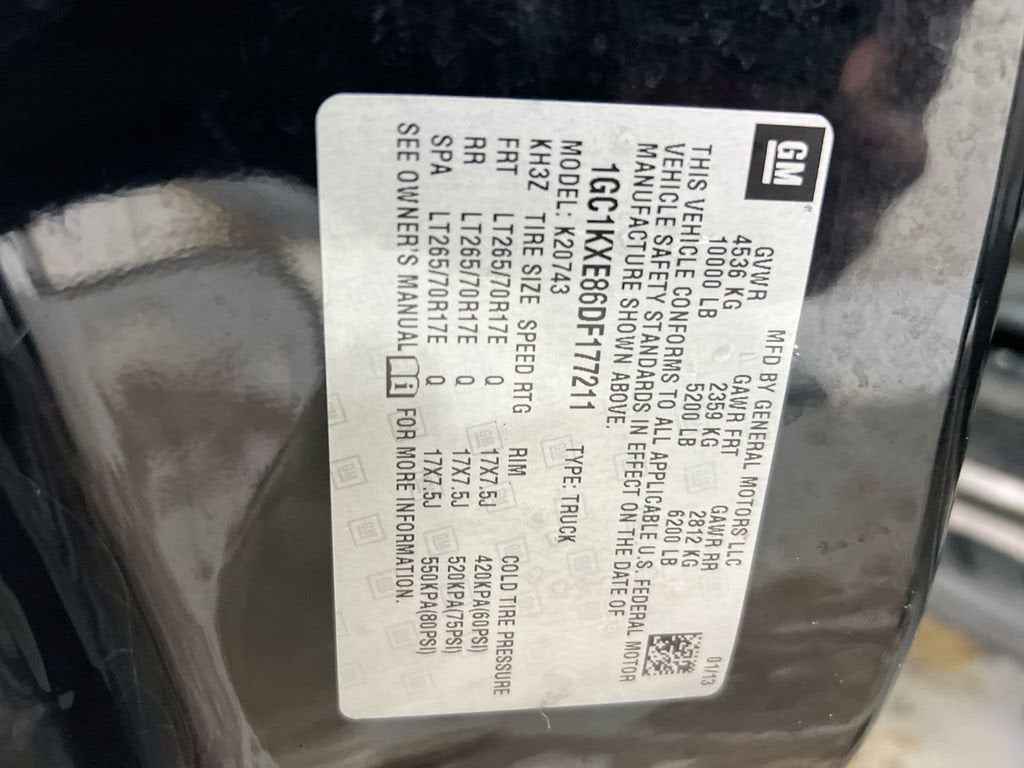 GM
MFD BY GENERAL MOTORS LLC
01/13
GVWR GAWR FRT GAWR RR
4536 KG 2359 KG 2812 KG
10000 LB 5200 LB 6200 LB
THIS VEHICLE CONFORMS TO ALL APPLICABLE U.S. FEDERAL MOTOR
VEHICLE SAFETY STANDARDS IN EFFECT ON THE DATE OF
MANUFACTURE SHOWN ABOVE.
1GC1KXE86DF177211
MODEL: K20743 TYPE: TRUCK
KH3Z TIRE SIZE SPEED RTG RIM COLD TIRE PRESSURE
FRT LT265/70R17E Q 17X7.5J 420KPA(60PSI)
RR LT265/70R17E Q 17X7.5J 520KPA(75PSI)
SPA LT265/70R17E Q 17X7.5J 550KPA(80PSI)
SEE OWNER'S MANUAL i FOR MORE INFORMATION.